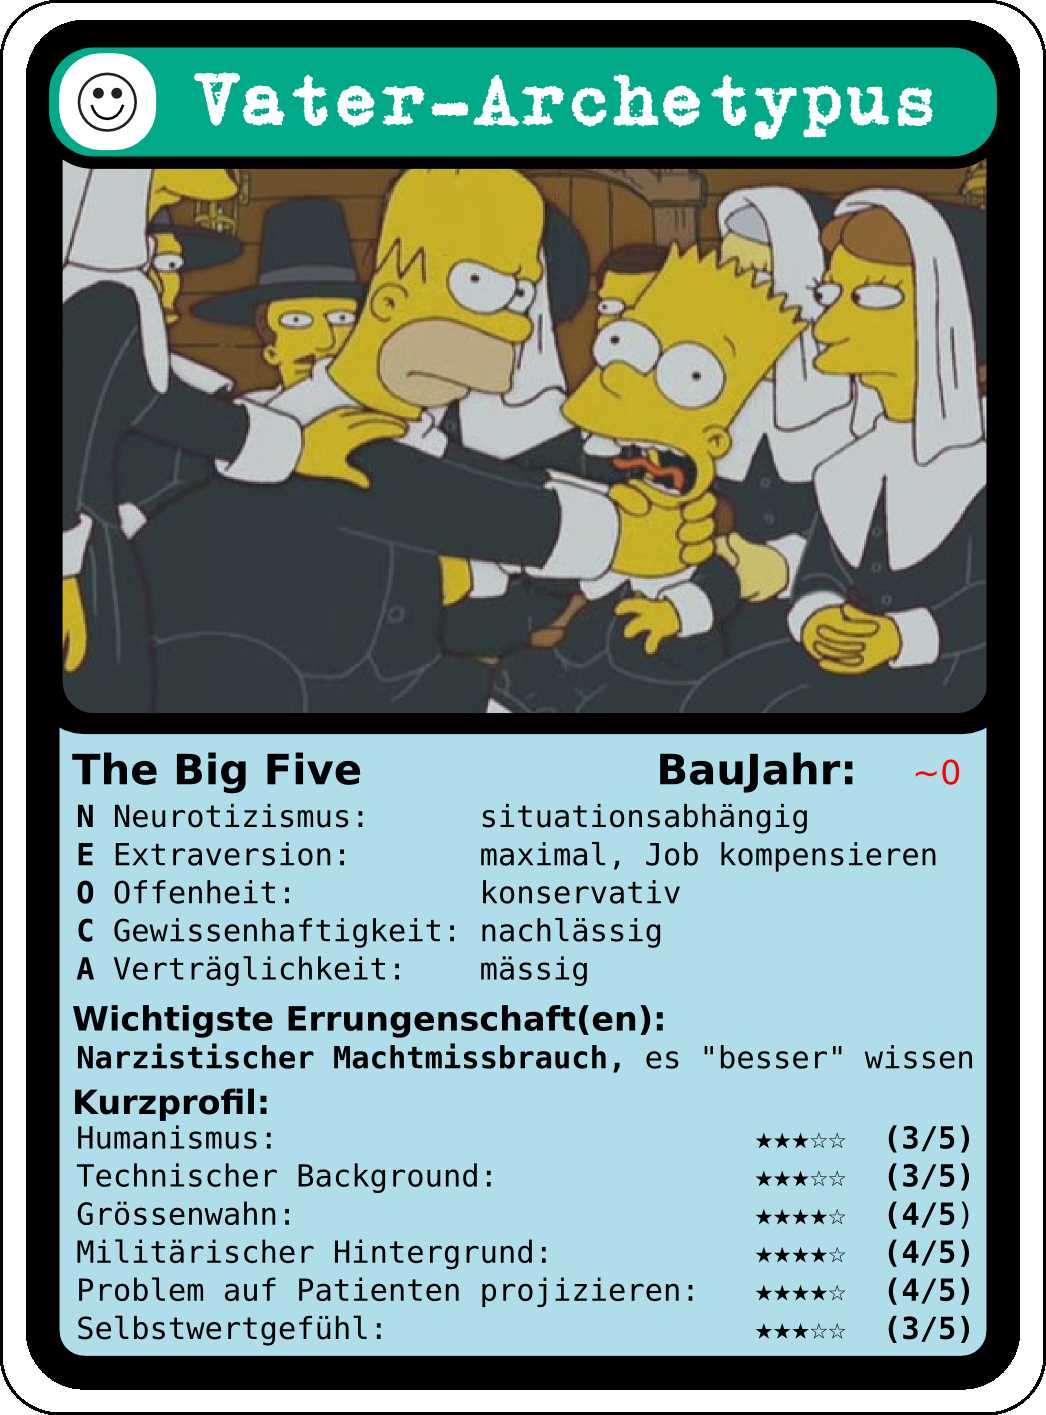 Vater-Archetypus
The Big Five BauJahr: ~0
N Neurotizismus: situationsabhängig
E Extraversion: maximal, Job kompensieren
O Offenheit: konservativ
C Gewissenhaftigkeit: nachlässig
A Verträglichkeit: mässig
Wichtigste Errungenschaft(en):
Narzistischer Machtmissbrauch, es "besser" wissen
Kurzprofil:
Humanismus: ★★★☆☆ (3/5)
Technischer Background: ★★★☆☆ (3/5)
Grössenwahn: ★★★★☆ (4/5)
Militärischer Hintergrund: ★★★★☆ (4/5)
Problem auf Patienten projizieren: ★★★★☆ (4/5)
Selbstwertgefühl: ★★★☆☆ (3/5)